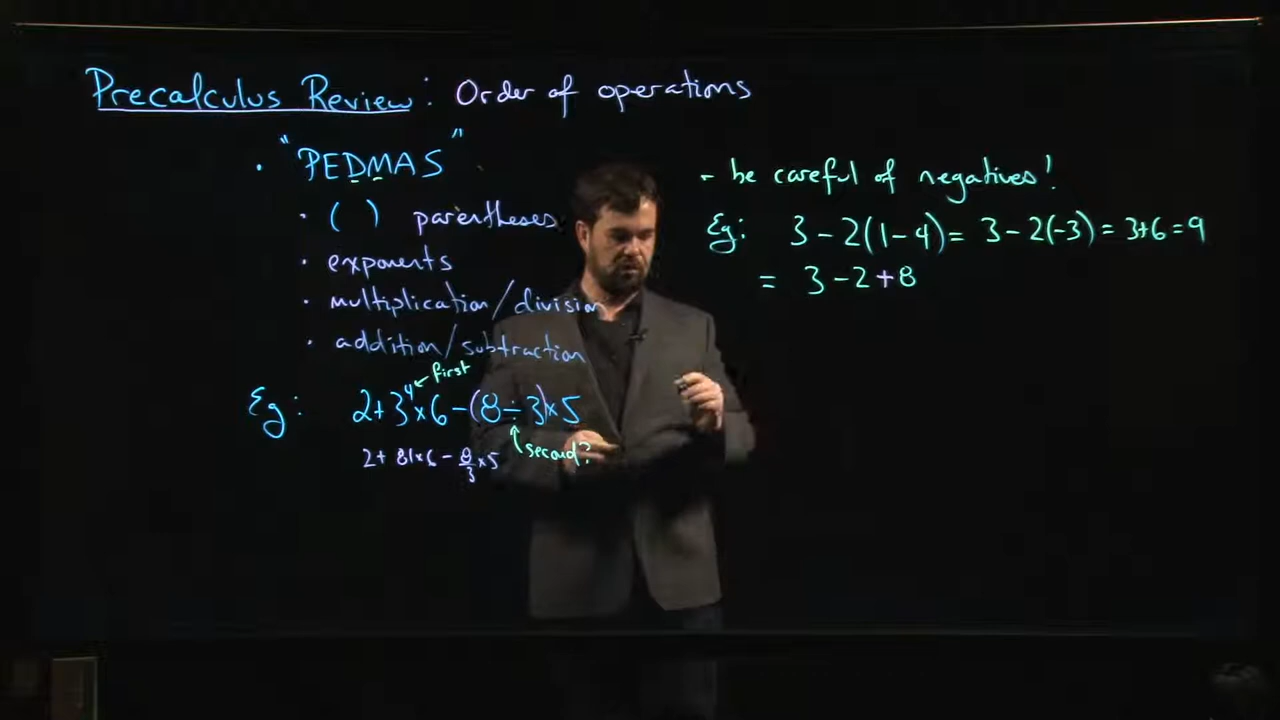 Precalculus Review: Order of operations
• "PEDMAS"
• ( ) parentheses
• exponents
• multiplication/division
• addition/subtraction
← first
Eg: 2+3⁴×6-(8÷3)×5
second?
2+81×6-8/3×5
- be careful of negatives!
Eg: 3-2(1-4)= 3-2(-3)=3+6=9
= 3-2+8